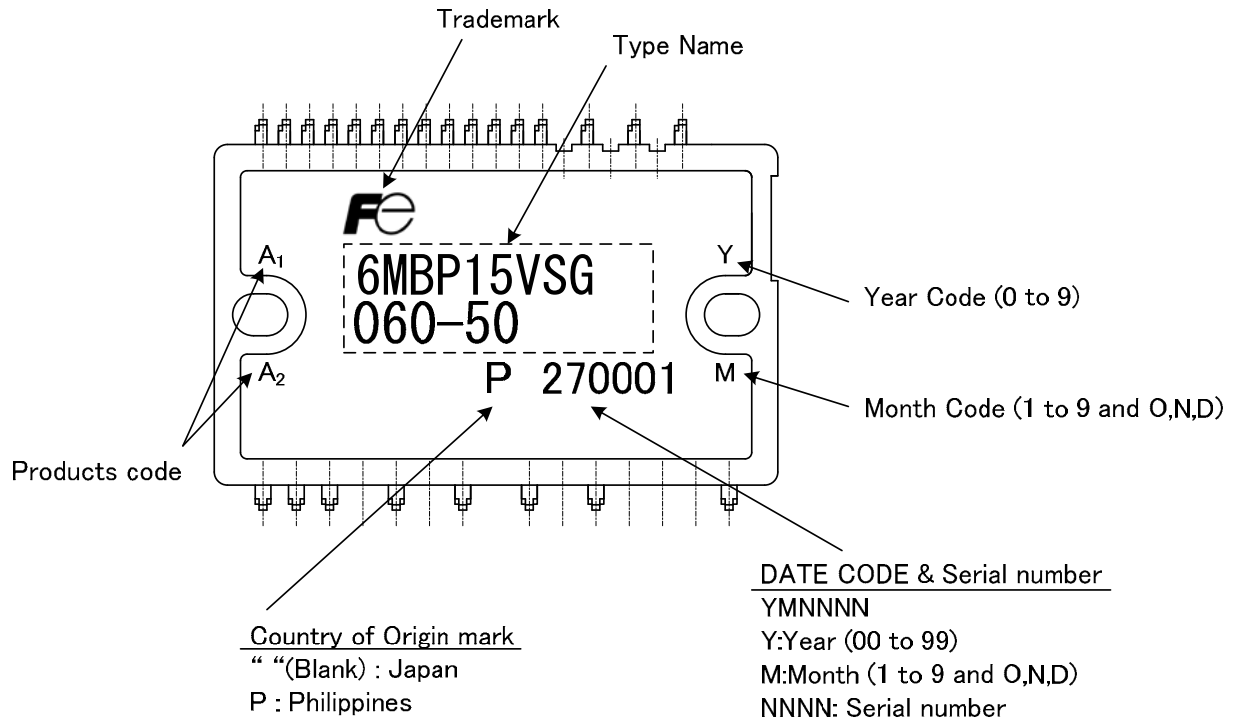 Trademark
Type Name
Fe
A₁
Y
6MBP15VSG
060-50
Year Code (0 to 9)
A₂
P 270001
M
Month Code (1 to 9 and O,N,D)
Products code
Country of Origin mark
“ “(Blank) : Japan
P : Philippines
DATE CODE & Serial number
YMNNNN
Y:Year (00 to 99)
M:Month (1 to 9 and O,N,D)
NNNN: Serial number